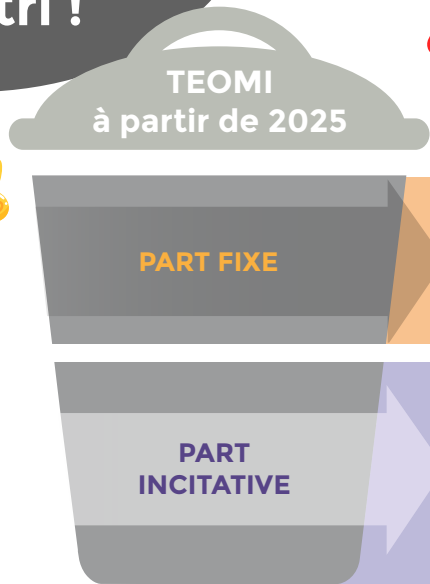 tri !
TEOMI
à partir de 2025
PART FIXE
PART
INCITATIVE